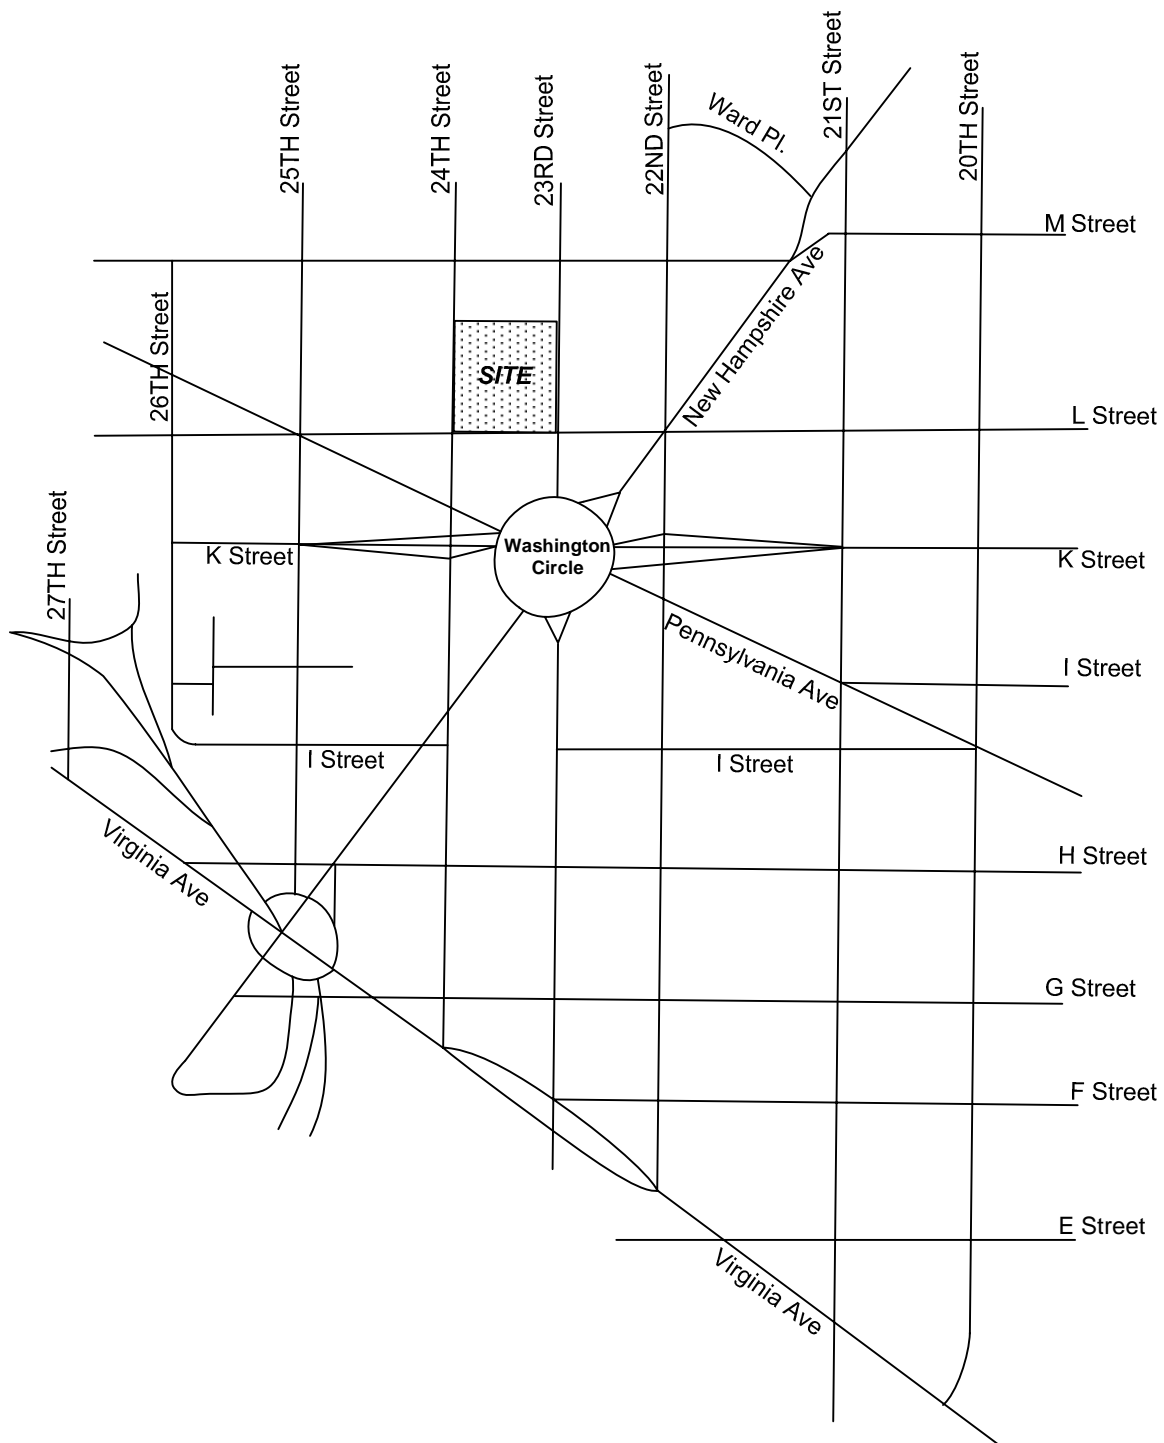 25TH Street
24TH Street
23RD Street
22ND Street
Ward Pl.
21ST Street
20TH Street
M Street
26TH Street
New Hampshire Ave
SITE
L Street
27TH Street
K Street
Washington
Circle
K Street
Pennsylvania Ave
I Street
I Street
I Street
Virginia Ave
H Street
G Street
F Street
E Street
Virginia Ave